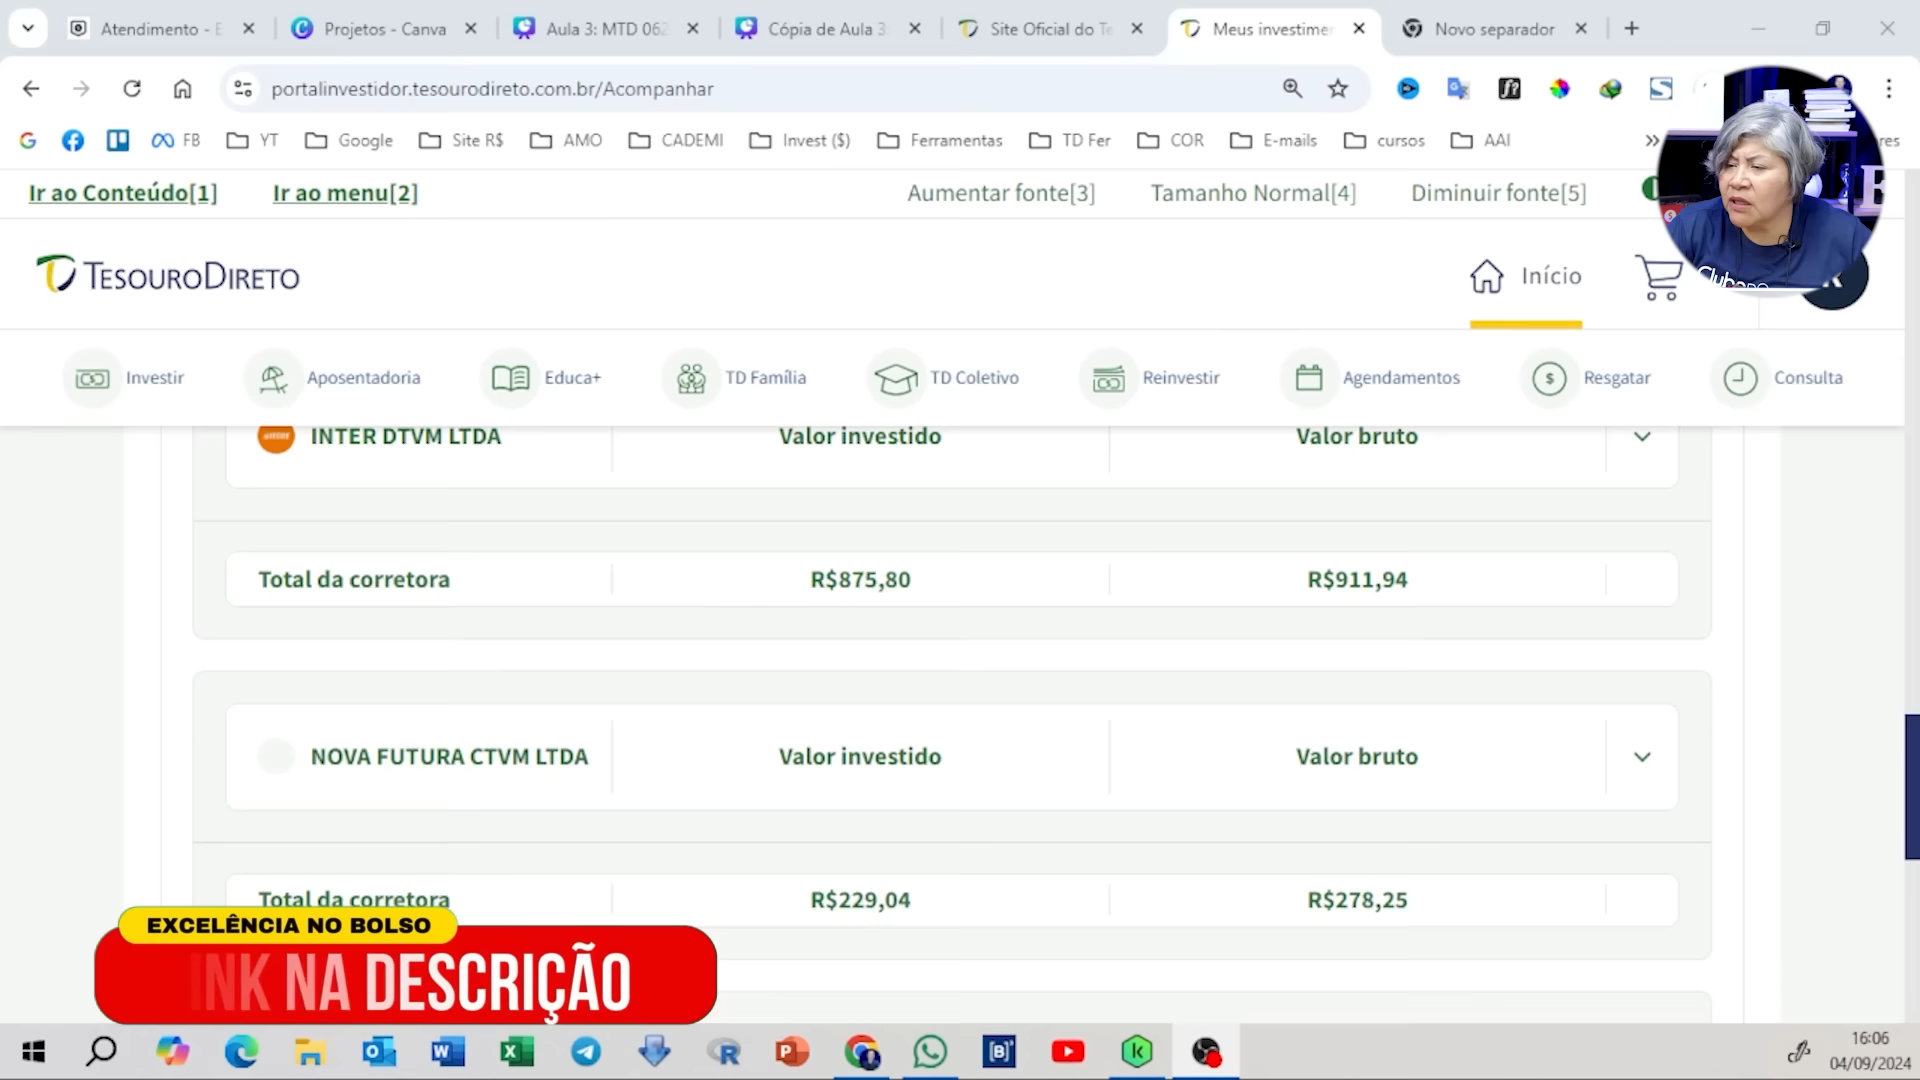 Atendimento - E
Projetos - Canva
Aula 3: MTD 062
Cópia de Aula 3:
Site Oficial do Te
Meus investimen
Novo separador
portalinvestidor.tesourodireto.com.br/Acompanhar
FB
YT
Google
Site R$
AMO
CADEMI
Invest ($)
Ferramentas
TD Fer
COR
E-mails
cursos
AAI
Ir ao Conteúdo[1]
Ir ao menu[2]
Aumentar fonte[3]
Tamanho Normal[4]
Diminuir fonte[5]
TESOURODIRETO
Início
Investir
Aposentadoria
Educa+
TD Família
TD Coletivo
Reinvestir
Agendamentos
Resgatar
Consulta
INTER DTVM LTDA
Valor investido
Valor bruto
Total da corretora
R$875,80
R$911,94
NOVA FUTURA CTVM LTDA
Valor investido
Valor bruto
Total da corretora
R$229,04
R$278,25
EXCELÊNCIA NO BOLSO
INK NA DESCRIÇÃO
16:06
04/09/2024